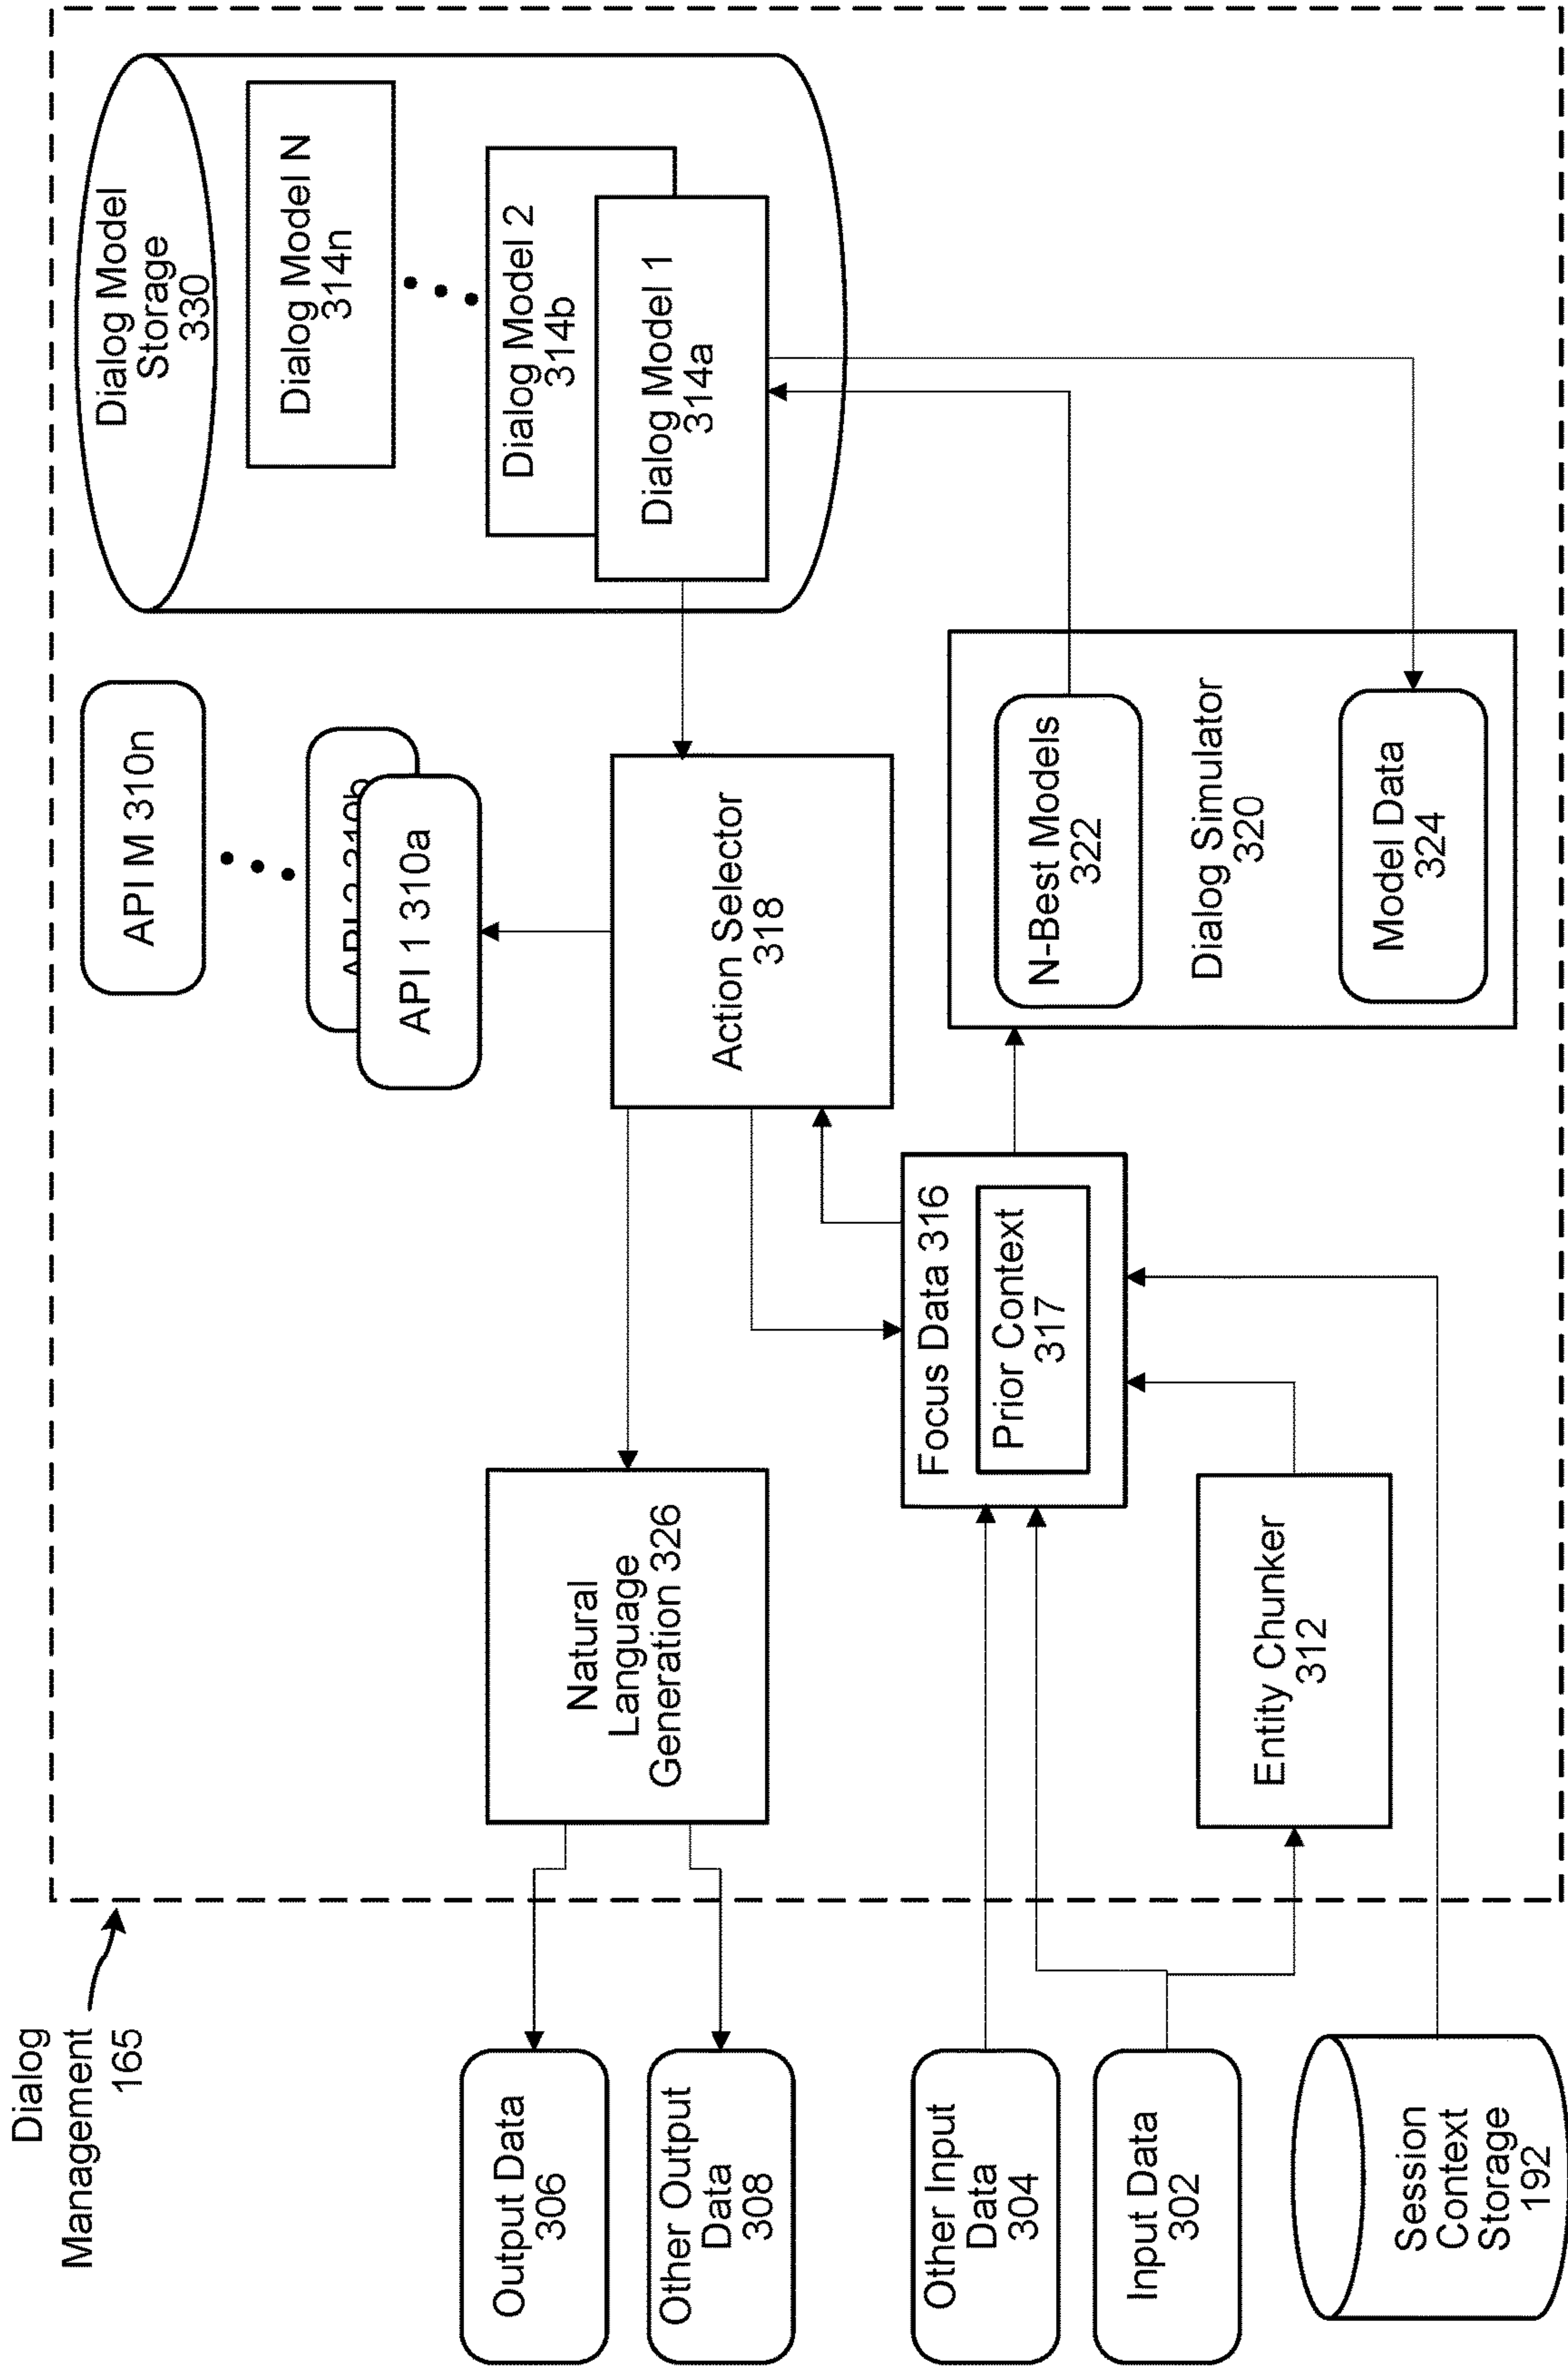 Dialog
Management
165
Output Data
306
Other Output
Data
308
Other Input
Data
304
Input Data
302
Session
Context
Storage
192
Natural
Language
Generation 326
Entity Chunker
312
Focus Data 316
Prior Context
317
Action Selector
318
API 1 310a
API M 310n
N-Best Models
322
Dialog Simulator
320
Model Data
324
Dialog Model
Storage
330
Dialog Model N
314n
Dialog Model 2
314b
Dialog Model 1
314a